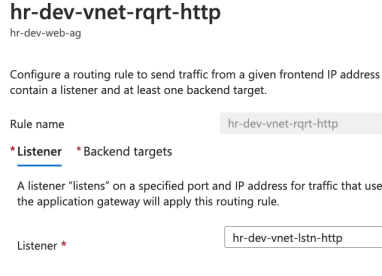 hr-dev-vnet-rqrt-http
hr-dev-web-ag
Configure a routing rule to send traffic from a given frontend IP address
contain a listener and at least one backend target.
Rule name
hr-dev-vnet-rqrt-http
* Listener * Backend targets
A listener “listens” on a specified port and IP address for traffic that use
the application gateway will apply this routing rule.
Listener *
hr-dev-vnet-lstn-http